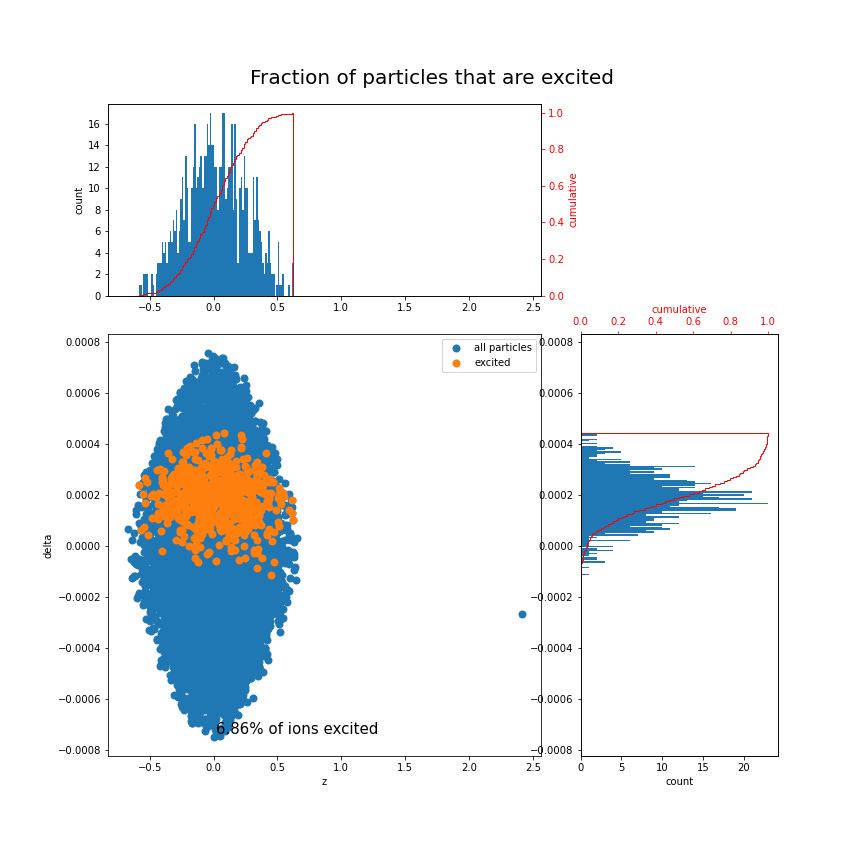 Fraction of particles that are excited
16
14
12
10
8
6
4
2
0
count
1.0
0.8
0.6
0.4
0.2
0.0
cumulative
−0.5 0.0 0.5 1.0 1.5 2.0 2.5
cumulative
0.0 0.2 0.4 0.6 0.8 1.0
all particles
excited
0.0008
0.0006
0.0004
0.0002
0.0000
−0.0002
−0.0004
−0.0006
−0.0008
delta
6.86% of ions excited
−0.5 0.0 0.5 1.0 1.5 2.0 2.5
z
0.0008
0.0006
0.0004
0.0002
0.0000
−0.0002
−0.0004
−0.0006
−0.0008
0 5 10 15 20
count